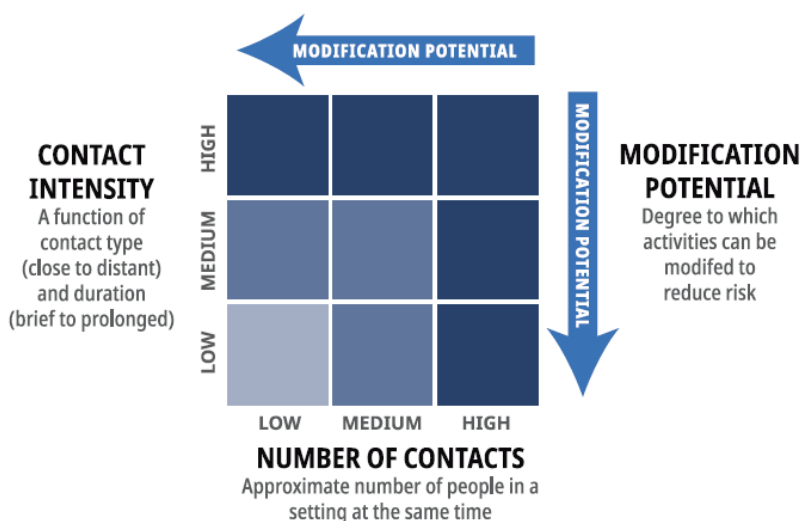 MODIFICATION POTENTIAL
CONTACT
INTENSITY
A function of
contact type
(close to distant)
and duration
(brief to prolonged)
HIGH
MEDIUM
LOW
MODIFICATION POTENTIAL
MODIFICATION
POTENTIAL
Degree to which
activities can be
modifed to
reduce risk
LOW MEDIUM HIGH
NUMBER OF CONTACTS
Approximate number of people in a
setting at the same time